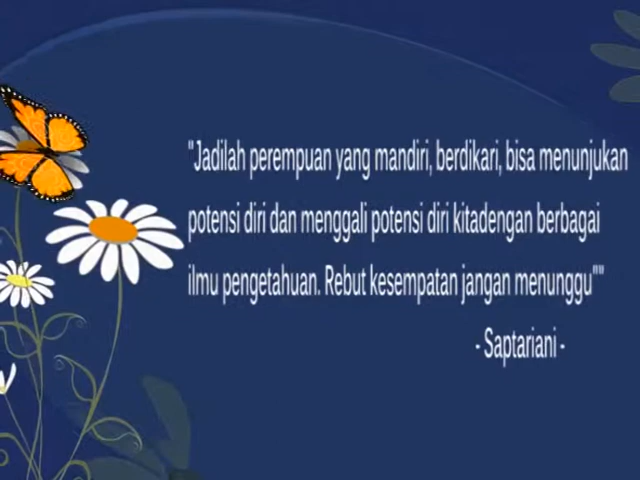 "Jadilah perempuan yang mandiri, berdikari, bisa menunjukan
potensi diri dan menggali potensi diri kitadengan berbagai
ilmu pengetahuan. Rebut kesempatan jangan menunggu""
- Saptariani -